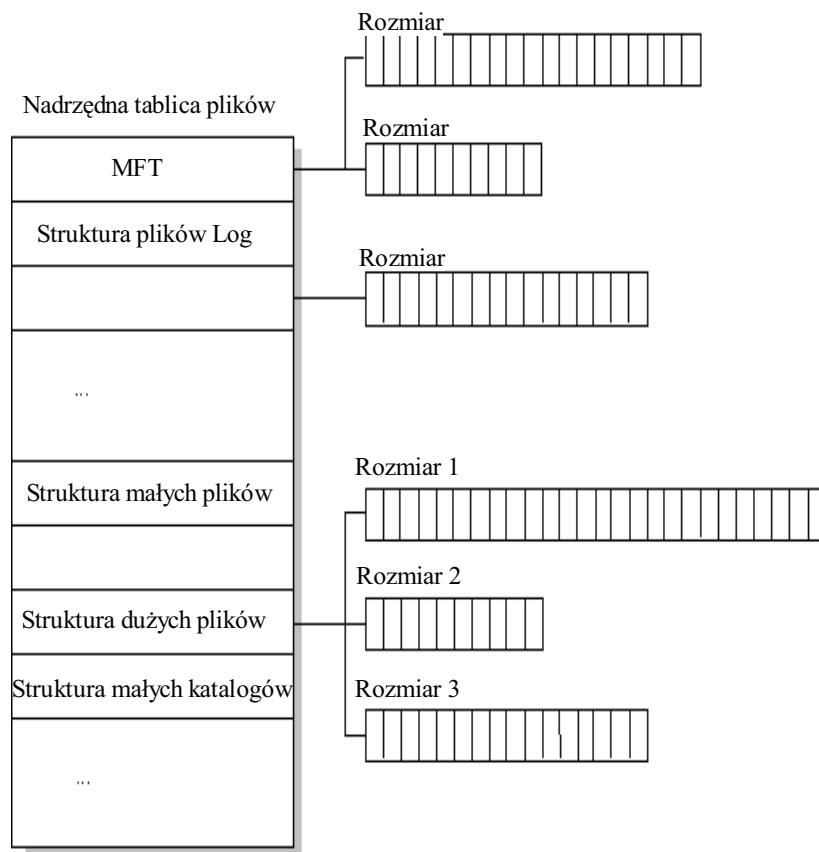 Rozmiar
Nadrzędna tablica plików
Rozmiar
MFT
Struktura plików Log
Rozmiar
...
Rozmiar 1
Struktura małych plików
Rozmiar 2
Struktura dużych plików
Rozmiar 3
Struktura małych katalogów
...